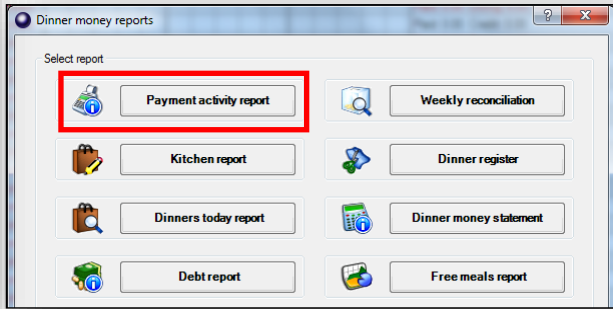 Dinner money reports
Select report
Payment activity report
Weekly reconciliation
Kitchen report
Dinner register
Dinners today report
Dinner money statement
Debt report
Free meals report